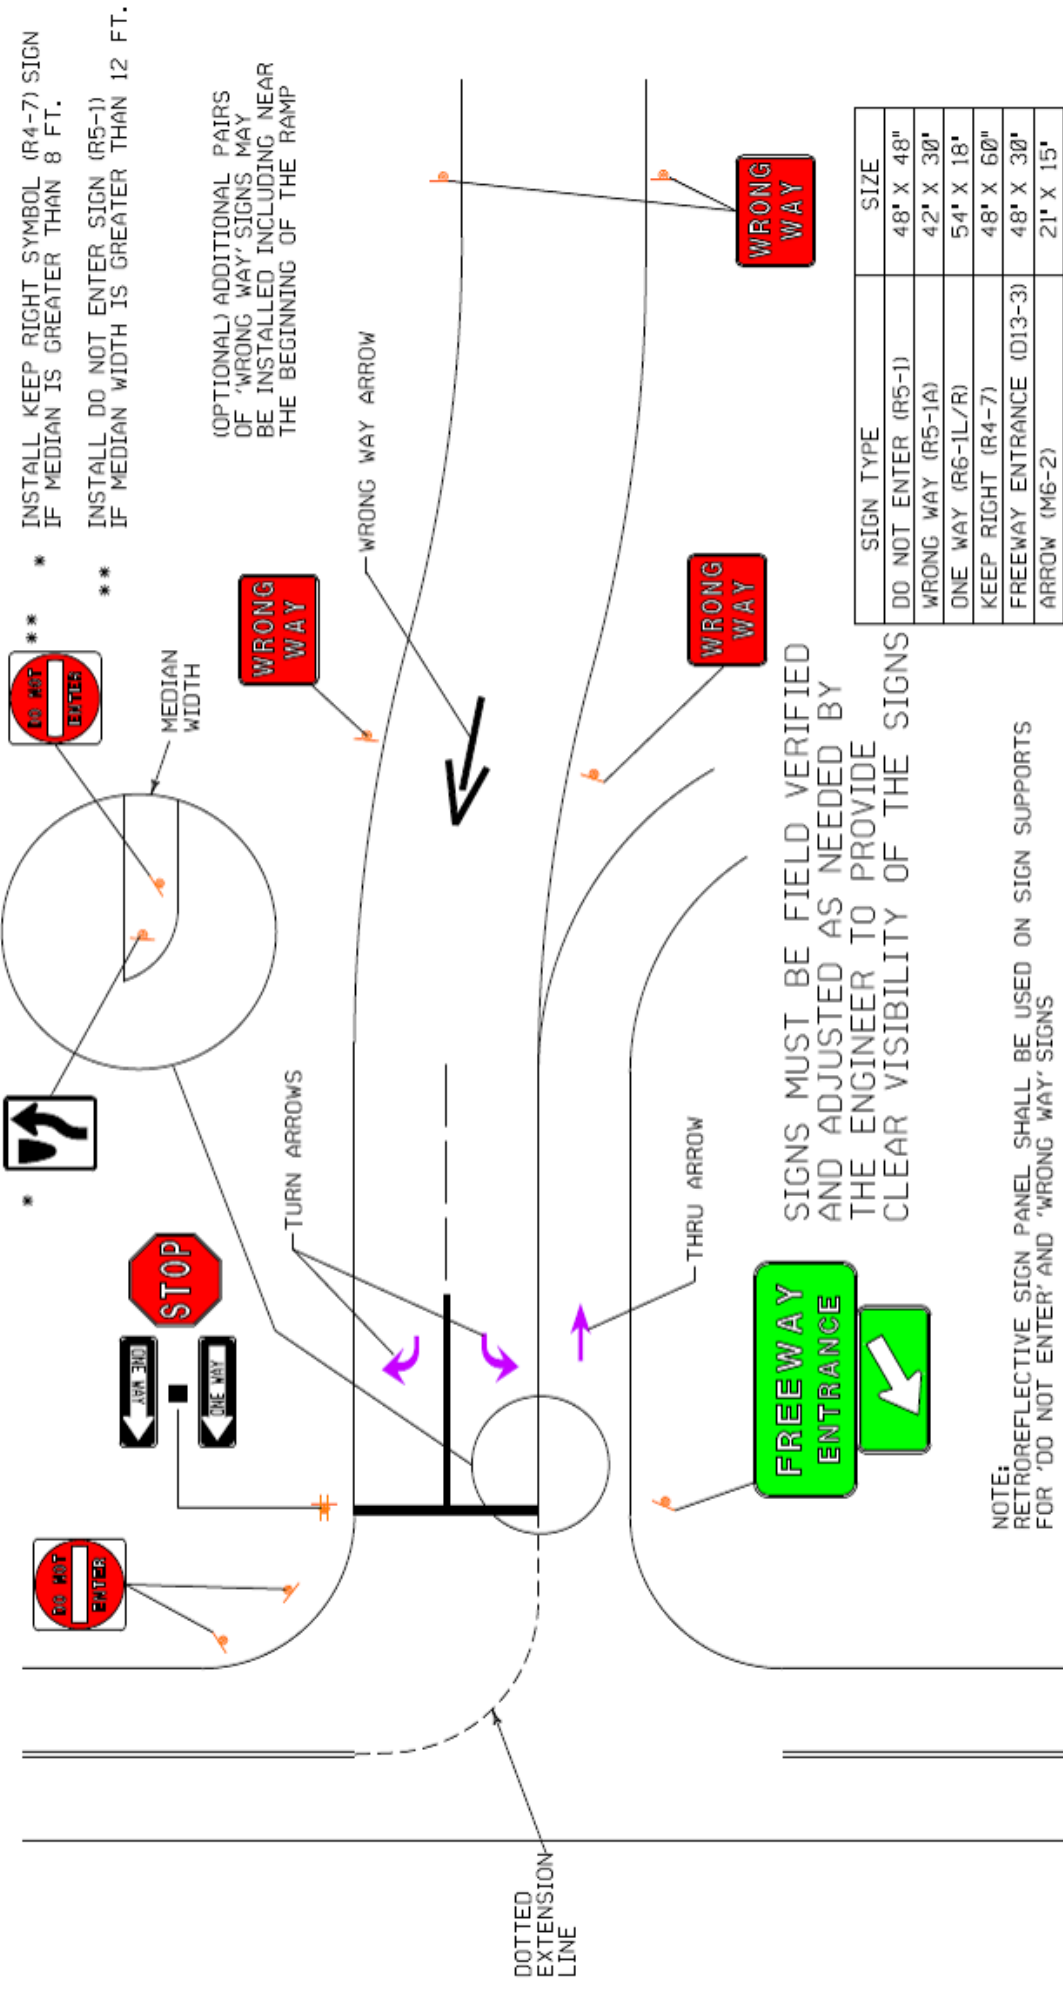 * INSTALL KEEP RIGHT SYMBOL (R4-7) SIGN
IF MEDIAN IS GREATER THAN 8 FT.
** INSTALL DO NOT ENTER SIGN (R5-1)
IF MEDIAN WIDTH IS GREATER THAN 12 FT.
DO NOT
ENTER
**
*
MEDIAN
WIDTH
(OPTIONAL) ADDITIONAL PAIRS
OF 'WRONG WAY' SIGNS MAY
BE INSTALLED INCLUDING NEAR
THE BEGINNING OF THE RAMP
DO NOT
ENTER
ONE WAY
ONE WAY
STOP
TURN ARROWS
WRONG
WAY
WRONG WAY ARROW
DOTTED
EXTENSION
LINE
THRU ARROW
WRONG
WAY
WRONG
WAY
FREEWAY
ENTRANCE
SIGNS MUST BE FIELD VERIFIED
AND ADJUSTED AS NEEDED BY
THE ENGINEER TO PROVIDE
CLEAR VISIBILITY OF THE SIGNS
SIGN TYPE SIZE
DO NOT ENTER (R5-1) 48" X 48"
WRONG WAY (R5-1A) 42" X 30"
ONE WAY (R6-1L/R) 54" X 18"
KEEP RIGHT (R4-7) 48" X 60"
FREEWAY ENTRANCE (D13-3) 48" X 30"
ARROW (M6-2) 21" X 15"
NOTE:
RETROREFLECTIVE SIGN PANEL SHALL BE USED ON SIGN SUPPORTS
FOR 'DO NOT ENTER' AND 'WRONG WAY' SIGNS